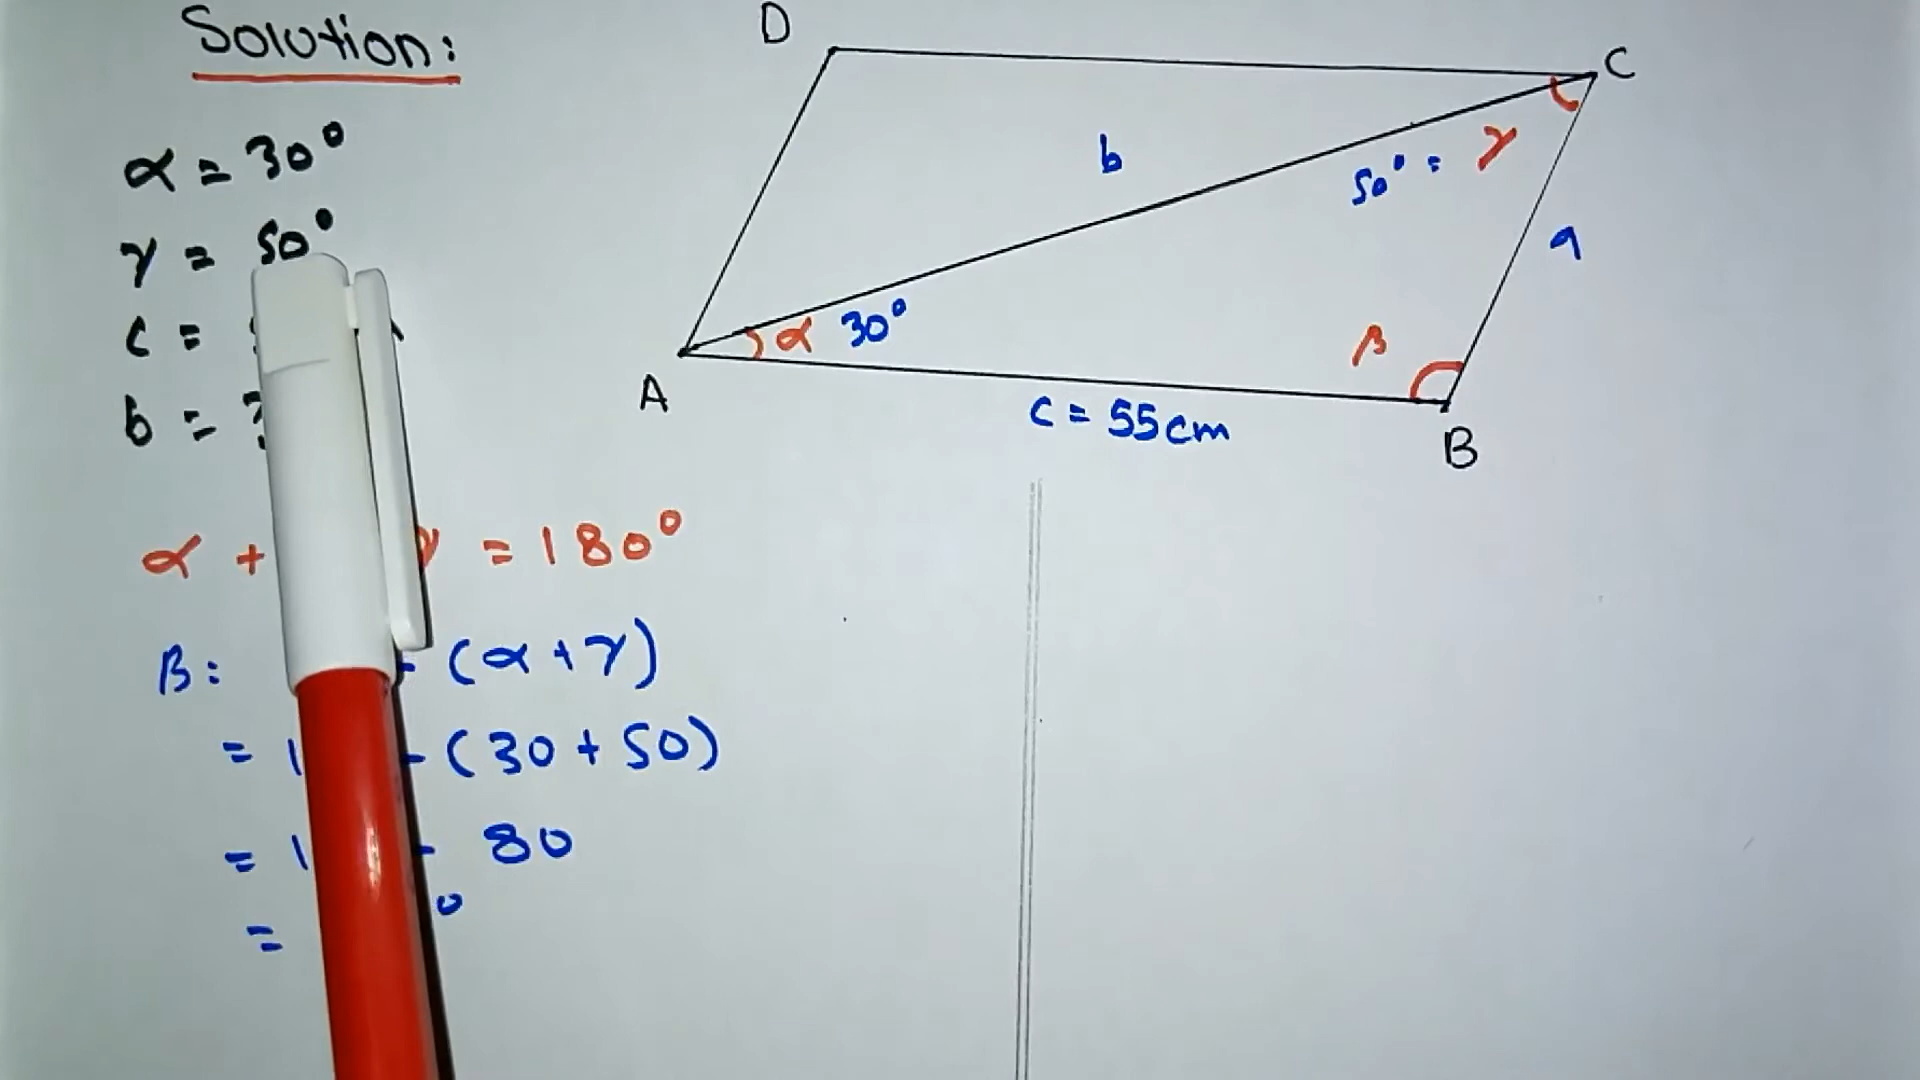 Solution:
α = 30°
γ = 50°
c =
b = ?
α + γ = 180°
β: - (α + γ)
= 1 - (30 + 50)
= 1 - 80
= °
D
C
b
50° = γ
a
α 30°
β
A
c = 55cm
B